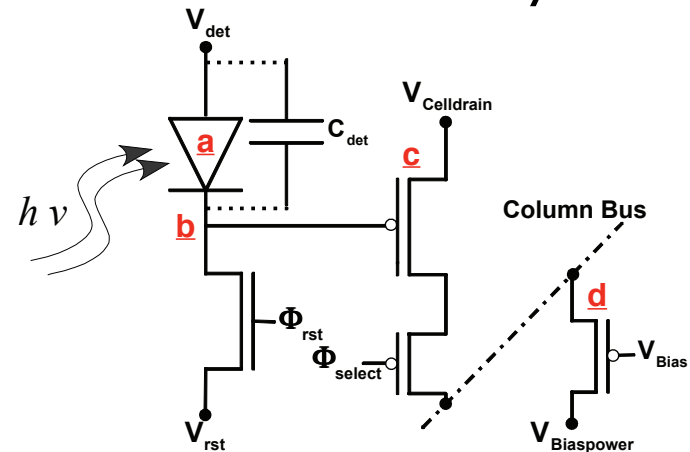 V_det
a
C_det
V_Celldrain
c
h ν
b
Column Bus
d
Φ_rst
Φ_select
V_Bias
V_rst
V_Biaspower